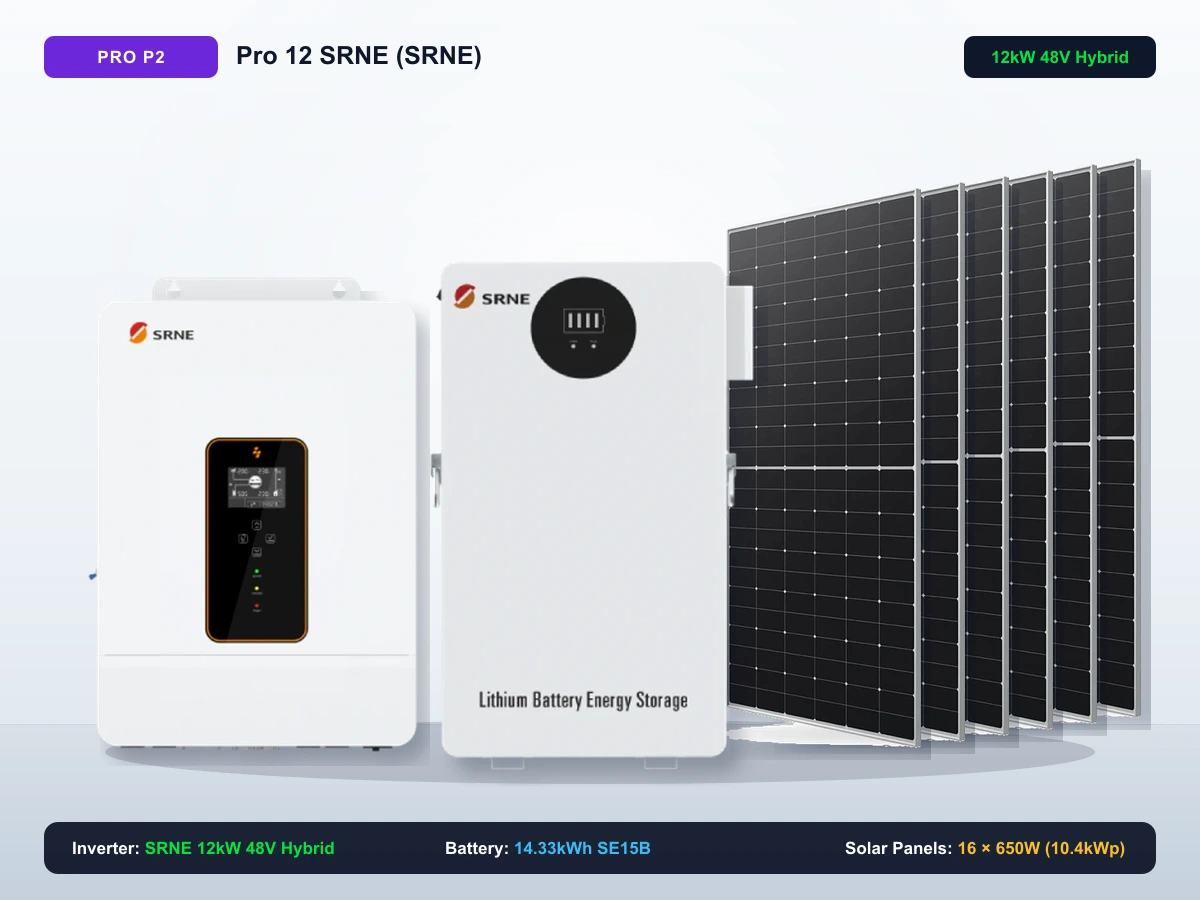 PRO P2
Pro 12 SRNE (SRNE)
12kW 48V Hybrid
SRNE
SRNE
Lithium Battery Energy Storage
Inverter: SRNE 12kW 48V Hybrid
Battery: 14.33kWh SE15B
Solar Panels: 16 × 650W (10.4kWp)